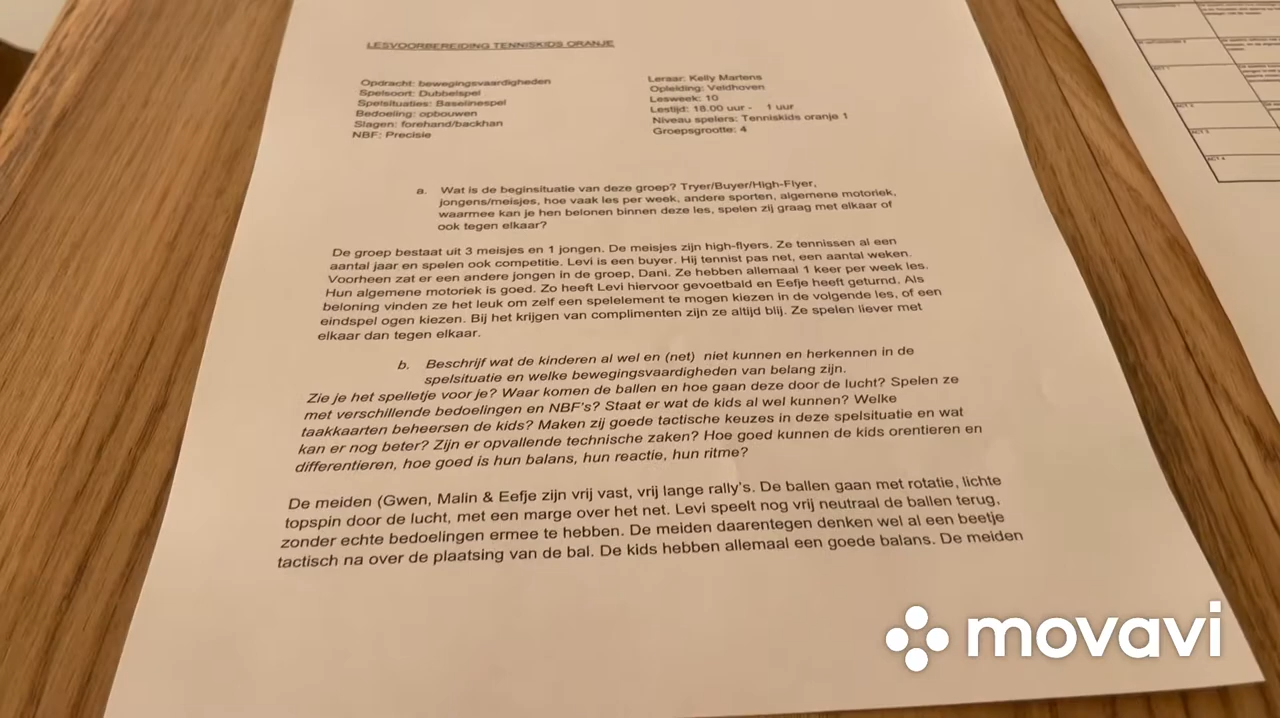 LESVOORBEREIDING TENNISKIDS ORANJE
Opdracht: bewegingsvaardigheden
Spelsoort: Dubbelspel
Spelsituaties: Baselinespel
Bedoeling: opbouwen
Slagen: forehand/backhan
NBF: Precisie
Leraar: Kelly Martens
Opleiding: Veldhoven
Lesweek: 10
Lestijd: 18.00 uur - 1 uur
Niveau spelers: Tenniskids oranje 1
Groepsgrootte: 4
a. Wat is de beginsituatie van deze groep? Tryer/Buyer/High-Flyer,
jongens/meisjes, hoe vaak les per week, andere sporten, algemene motoriek,
waarmee kan je hen belonen binnen deze les, spelen zij graag met elkaar of
ook tegen elkaar?
De groep bestaat uit 3 meisjes en 1 jongen. De meisjes zijn high-flyers. Ze tennissen al een
aantal jaar en spelen ook competitie. Levi is een buyer. Hij tennist pas net, een aantal weken.
Voorheen zat er een andere jongen in de groep, Dani. Ze hebben allemaal 1 keer per week les.
Hun algemene motoriek is goed. Zo heeft Levi hiervoor gevoetbald en Eefje heeft geturnd. Als
beloning vinden ze het leuk om zelf een spelelement te mogen kiezen in de volgende les, of een
eindspel ogen kiezen. Bij het krijgen van complimenten zijn ze altijd blij. Ze spelen liever met
elkaar dan tegen elkaar.
b. Beschrijf wat de kinderen al wel en (net) niet kunnen en herkennen in de
spelsituatie en welke bewegingsvaardigheden van belang zijn.
Zie je het spelletje voor je? Waar komen de ballen en hoe gaan deze door de lucht? Spelen ze
met verschillende bedoelingen en NBF's? Staat er wat de kids al wel kunnen? Welke
taakkaarten beheersen de kids? Maken zij goede tactische keuzes in deze spelsituatie en wat
kan er nog beter? Zijn er opvallende technische zaken? Hoe goed kunnen de kids orentieren en
differentieren, hoe goed is hun balans, hun reactie, hun ritme?
De meiden (Gwen, Malin & Eefje zijn vrij vast, vrij lange rally's. De ballen gaan met rotatie, lichte
topspin door de lucht, met een marge over het net. Levi speelt nog vrij neutraal de ballen terug,
zonder echte bedoelingen ermee te hebben. De meiden daarentegen denken wel al een beetje
tactisch na over de plaatsing van de bal. De kids hebben allemaal een goede balans. De meiden
ACT 1
ACT 2
ACT 3
ACT 4
movavi